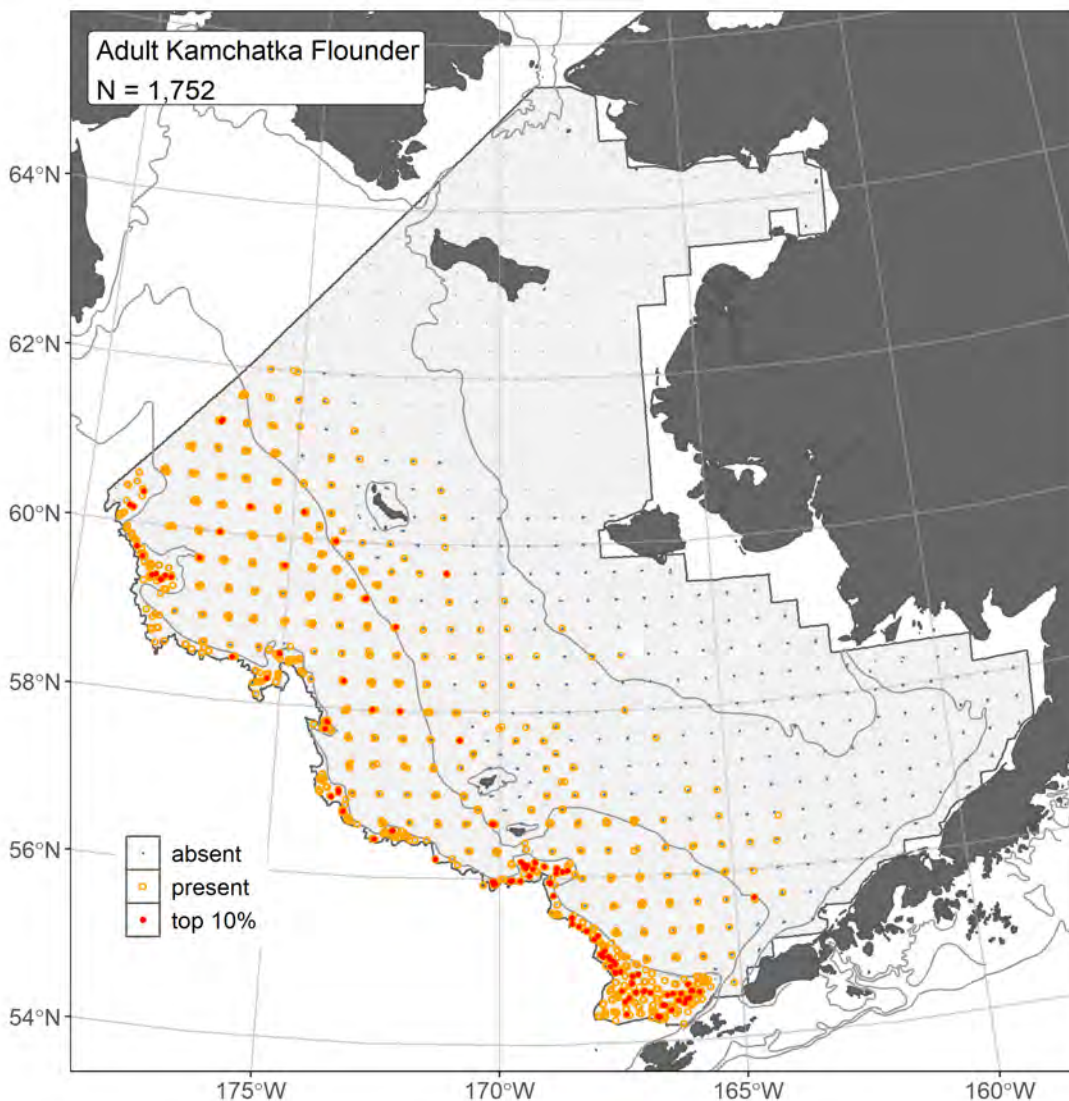 Adult Kamchatka Flounder
N = 1,752
64°N
62°N
60°N
58°N
56°N
54°N
absent
present
top 10%
175°W
170°W
165°W
160°W